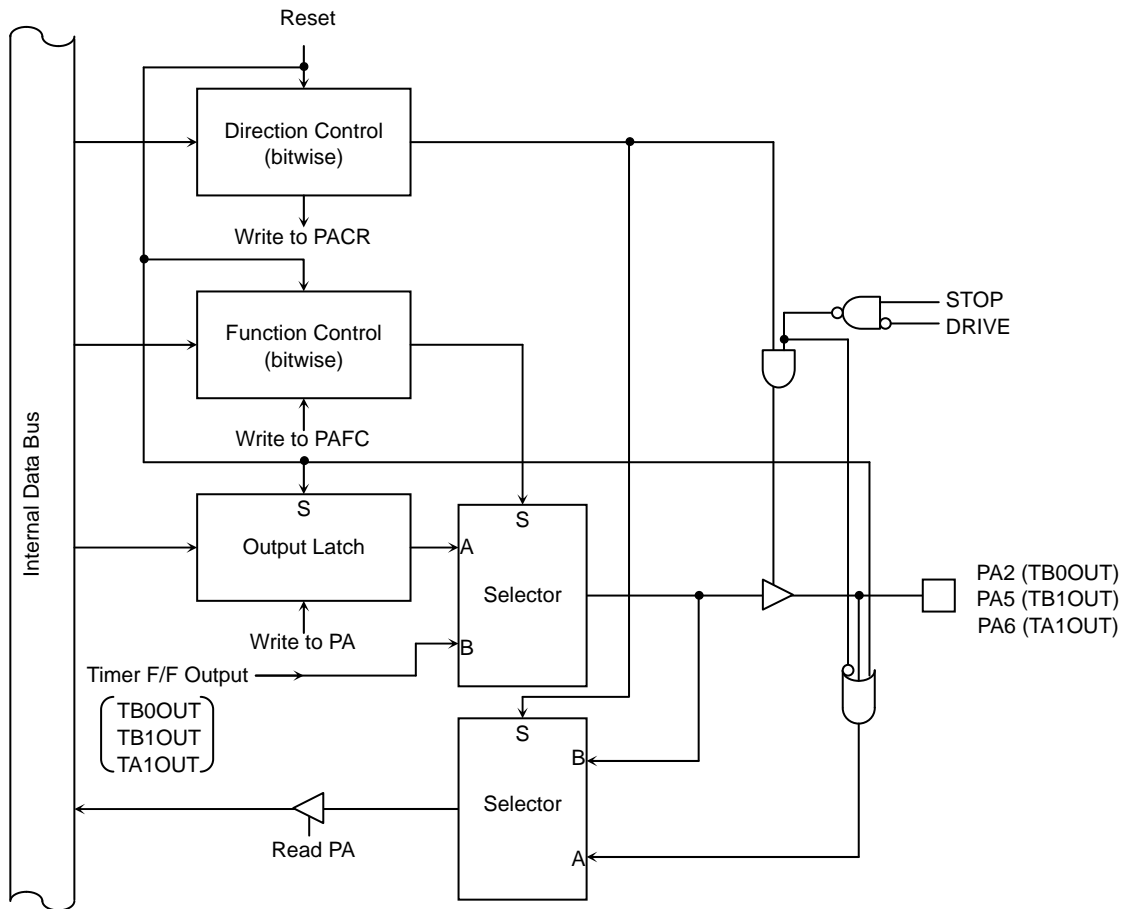 Reset
Direction Control
(bitwise)
Write to PACR
Function Control
(bitwise)
Write to PAFC
STOP
DRIVE
Internal Data Bus
S
Output Latch
Write to PA
S
A
Selector
B
PA2 (TB0OUT)
PA5 (TB1OUT)
PA6 (TA1OUT)
Timer F/F Output
TB0OUT
TB1OUT
TA1OUT
S
B
Selector
A
Read PA